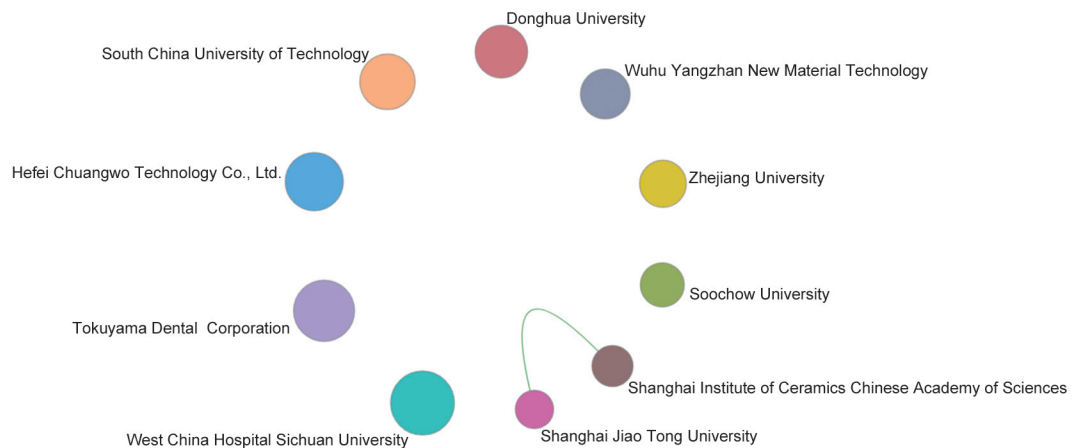 Donghua University
South China University of Technology
Wuhu Yangzhan New Material Technology
Hefei Chuangwo Technology Co., Ltd.
Zhejiang University
Soochow University
Tokuyama Dental  Corporation
Shanghai Institute of Ceramics Chinese Academy of Sciences
West China Hospital Sichuan University
Shanghai Jiao Tong University